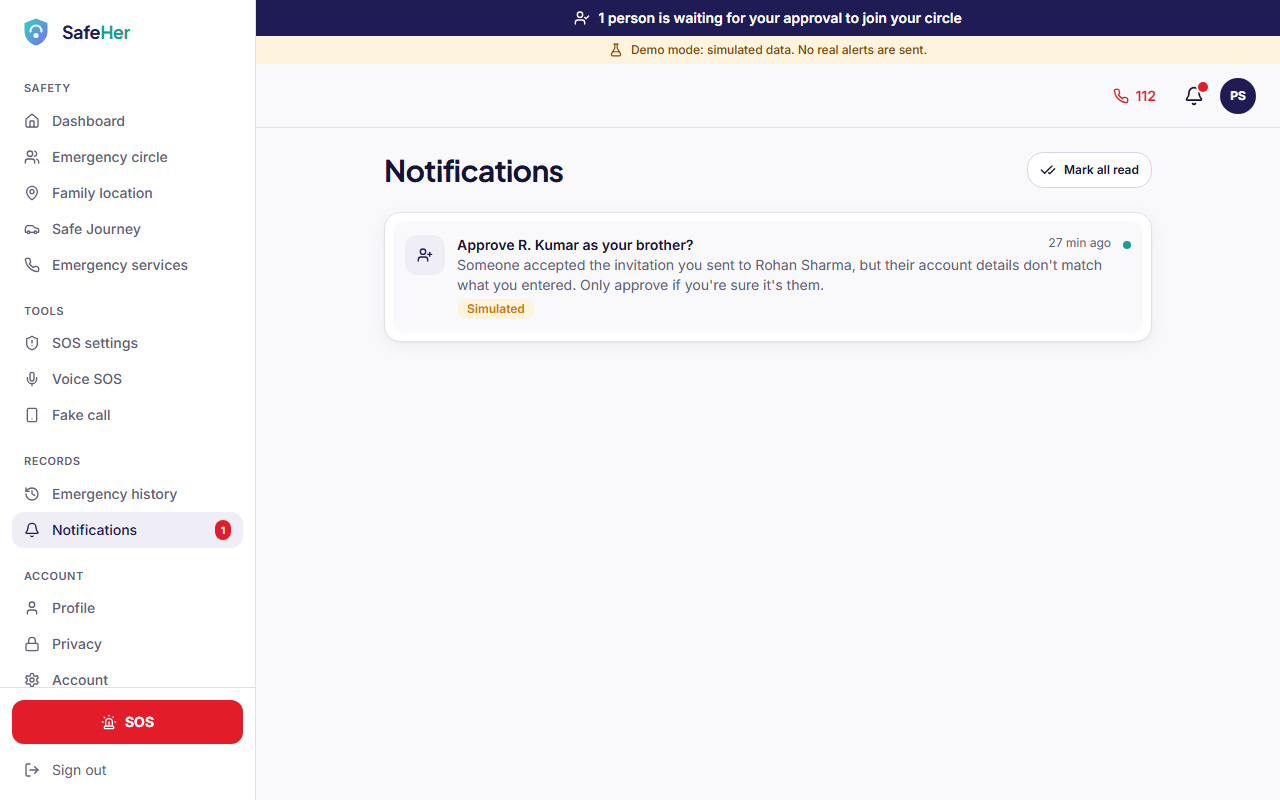 SafeHer
SAFETY
Dashboard
Emergency circle
Family location
Safe Journey
Emergency services
TOOLS
SOS settings
Voice SOS
Fake call
RECORDS
Emergency history
Notifications
1
ACCOUNT
Profile
Privacy
Account
SOS
Sign out
1 person is waiting for your approval to join your circle
Demo mode: simulated data. No real alerts are sent.
112
PS
Notifications
Mark all read
Approve R. Kumar as your brother?
27 min ago
Someone accepted the invitation you sent to Rohan Sharma, but their account details don't match
what you entered. Only approve if you're sure it's them.
Simulated